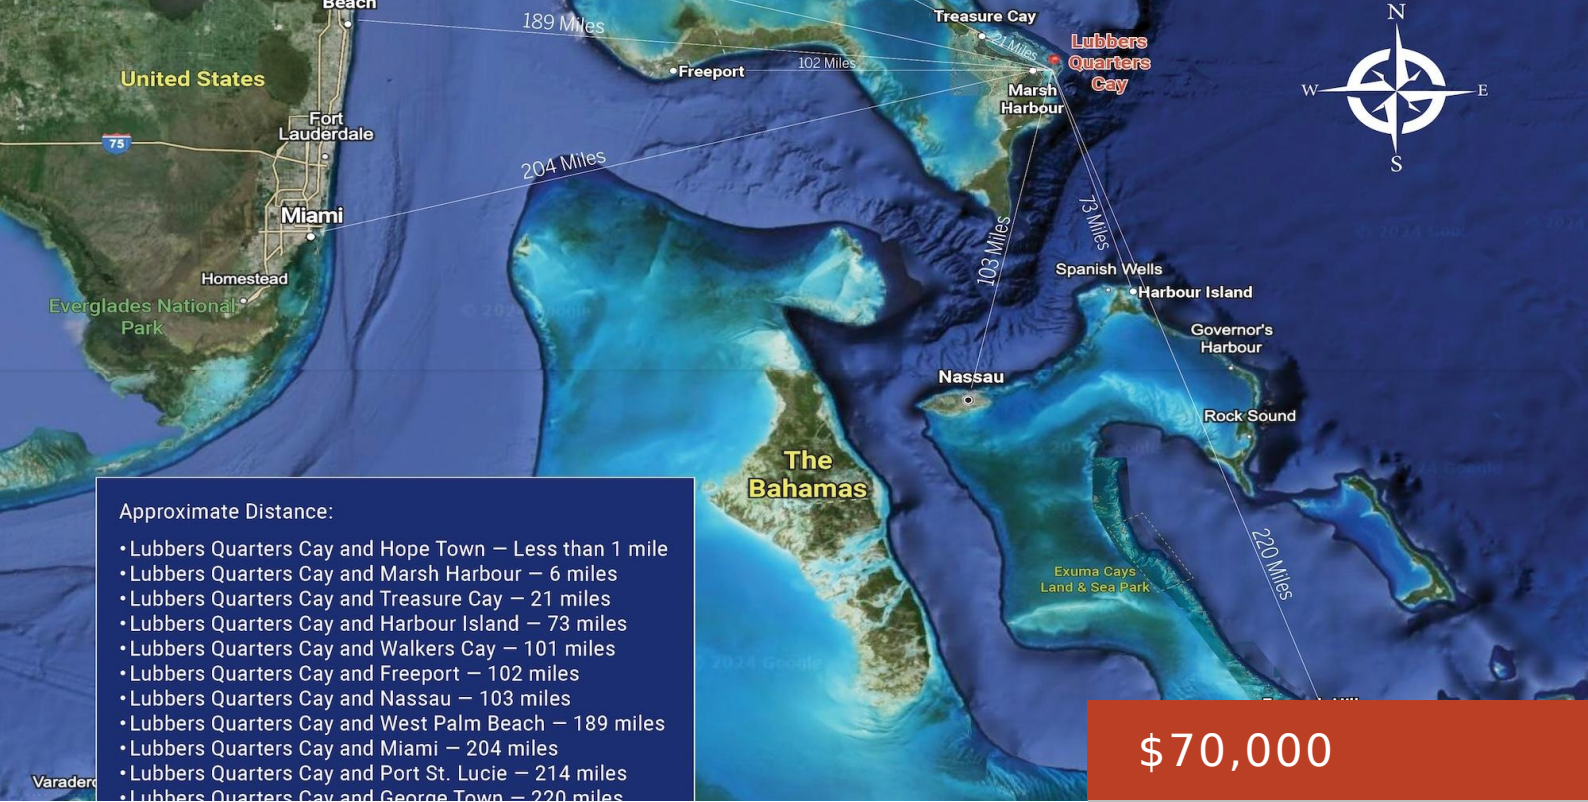 Beach
189 Miles
Treasure Cay
21 Miles
Lubbers
Quarters
Cay
N
W
E
S
United States
Freeport
102 Miles
Marsh
Harbour
Fort
Lauderdale
75
204 Miles
Miami
103 Miles
73 Miles
Homestead
Spanish Wells
Harbour Island
Everglades National
Park
Governor's
Harbour
Nassau
Rock Sound
The
Bahamas
220 Miles
Exuma Cays
Land & Sea Park
Approximate Distance:
•Lubbers Quarters Cay and Hope Town – Less than 1 mile
•Lubbers Quarters Cay and Marsh Harbour – 6 miles
•Lubbers Quarters Cay and Treasure Cay – 21 miles
•Lubbers Quarters Cay and Harbour Island – 73 miles
•Lubbers Quarters Cay and Walkers Cay – 101 miles
•Lubbers Quarters Cay and Freeport – 102 miles
•Lubbers Quarters Cay and Nassau – 103 miles
•Lubbers Quarters Cay and West Palm Beach – 189 miles
•Lubbers Quarters Cay and Miami – 204 miles
•Lubbers Quarters Cay and Port St. Lucie – 214 miles
•Lubbers Quarters Cay and George Town – 220 miles
Varadero
$70,000